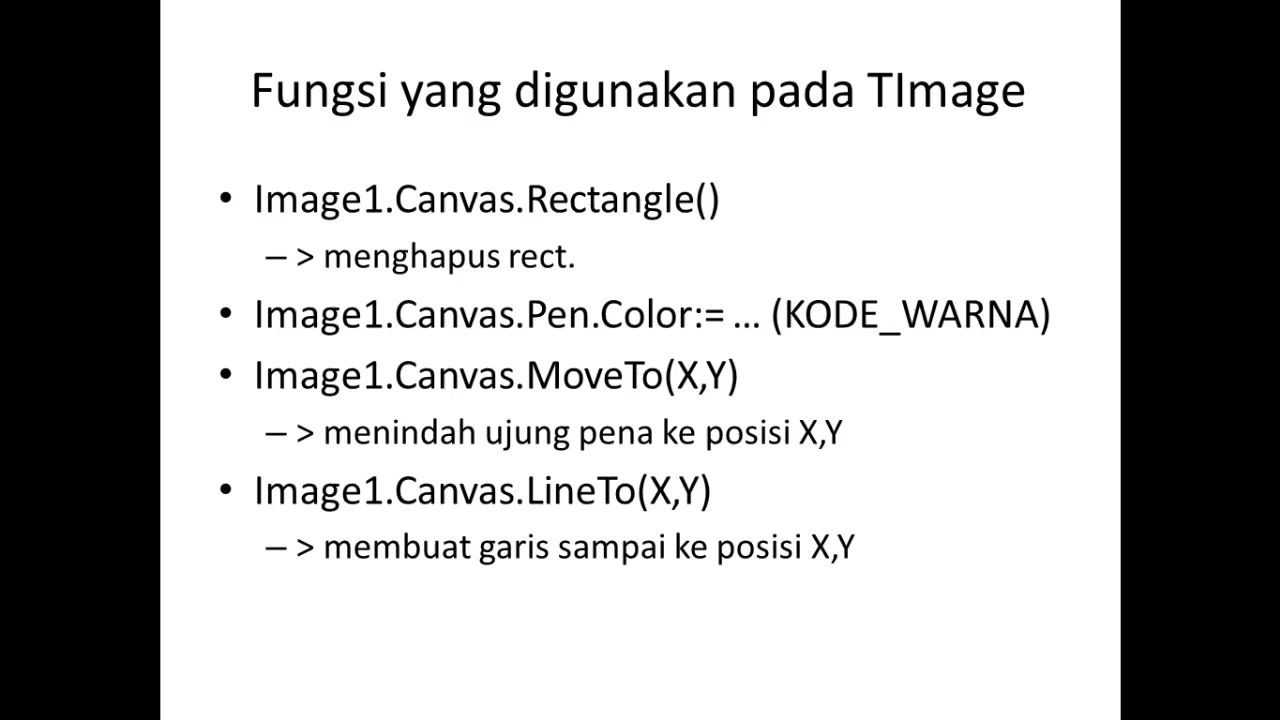 Fungsi yang digunakan pada TImage
• Image1.Canvas.Rectangle()
– > menghapus rect.
• Image1.Canvas.Pen.Color:= ... (KODE_WARNA)
• Image1.Canvas.MoveTo(X,Y)
– > menindah ujung pena ke posisi X,Y
• Image1.Canvas.LineTo(X,Y)
– > membuat garis sampai ke posisi X,Y